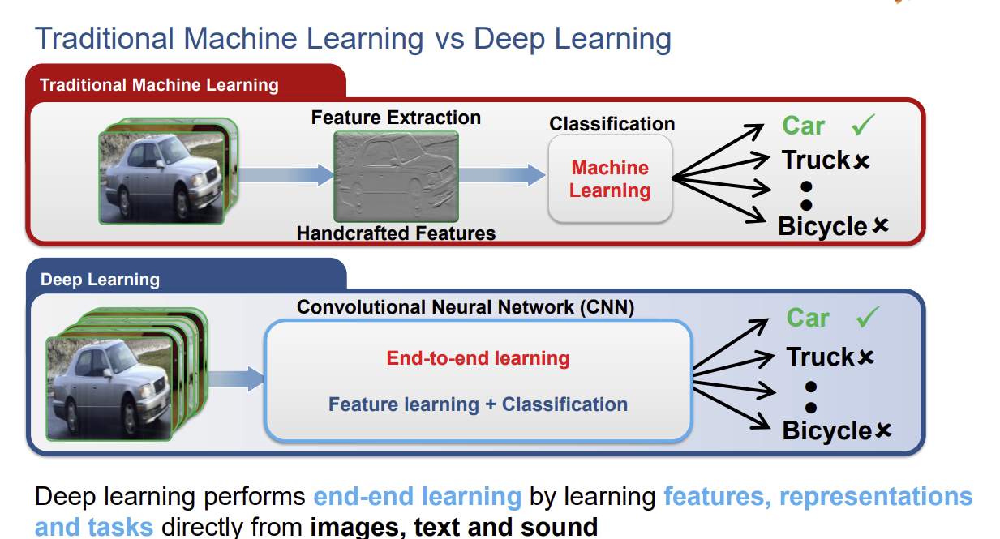 Traditional Machine Learning vs Deep Learning
Traditional Machine Learning
Feature Extraction
Handcrafted Features
Classification
Machine
Learning
Car ✓
Truck ✘
●
●
Bicycle ✘
Deep Learning
Convolutional Neural Network (CNN)
End-to-end learning
Feature learning + Classification
Car ✓
Truck ✘
●
●
Bicycle ✘
Deep learning performs end-end learning by learning features, representations
and tasks directly from images, text and sound